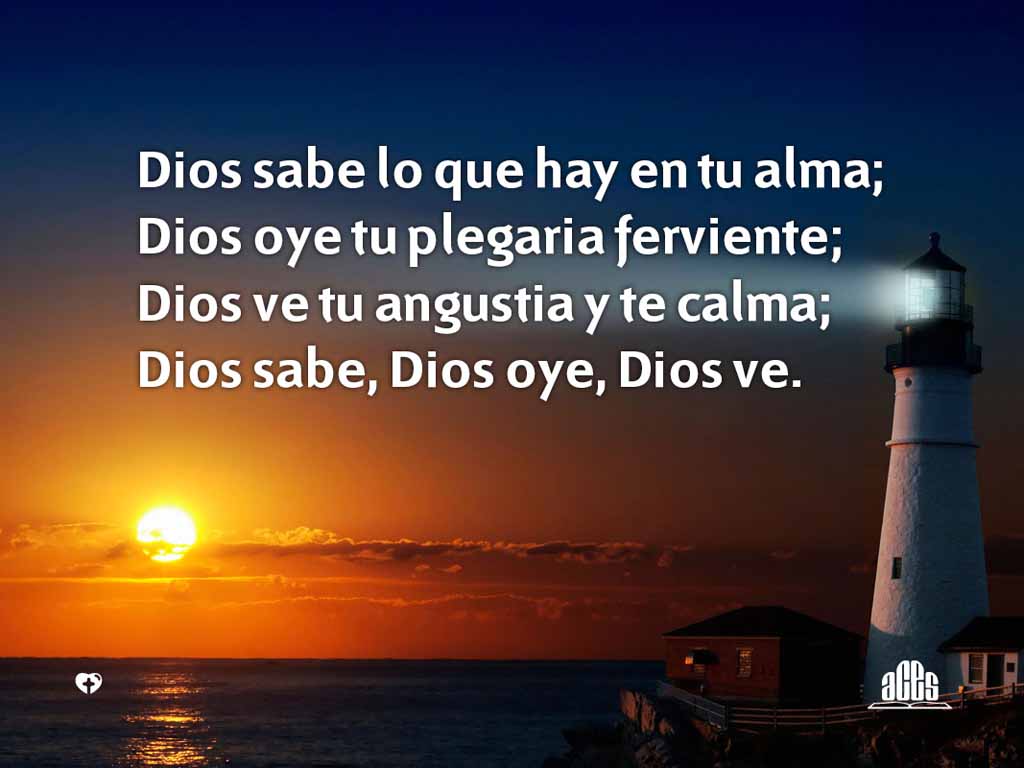 Dios sabe lo que hay en tu alma;
Dios oye tu plegaria ferviente;
Dios ve tu angustia y te calma;
Dios sabe, Dios oye, Dios ve.
aces